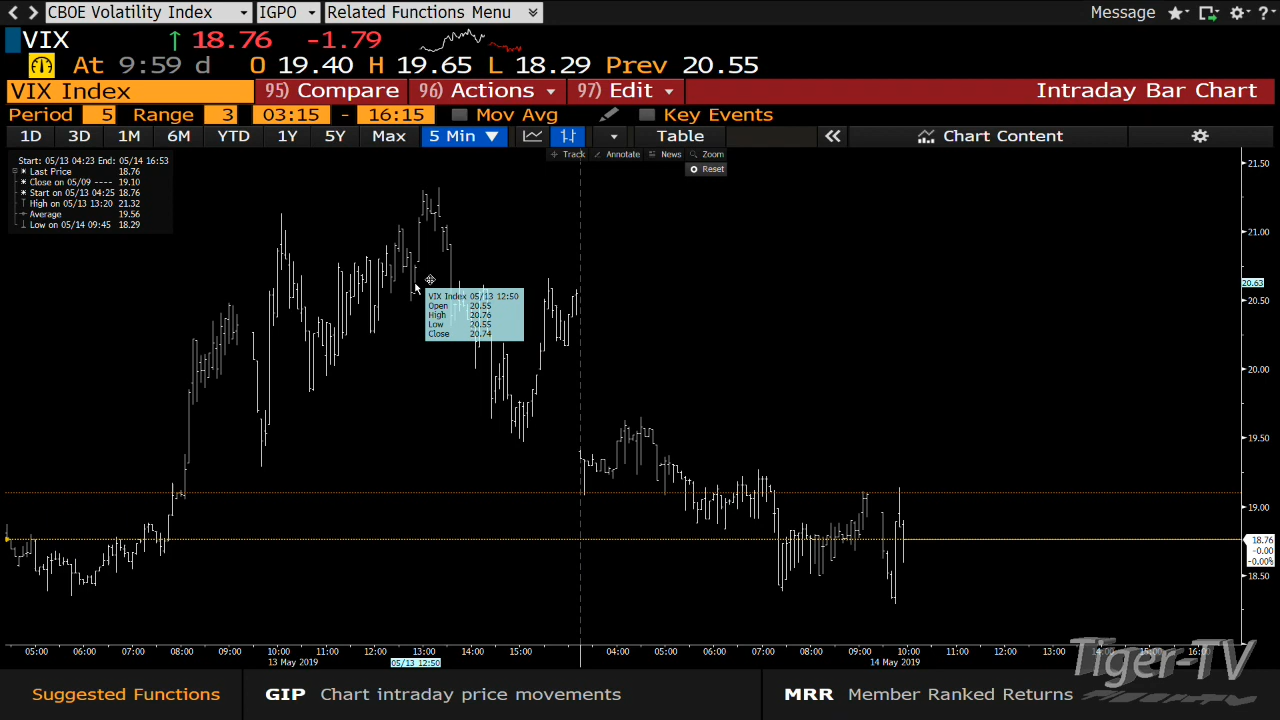 CBOE Volatility Index IGPO Related Functions Menu Message
VIX ↑ 18.76 -1.79
At 9:59 d O 19.40 H 19.65 L 18.29 Prev 20.55
VIX Index 95) Compare 96) Actions 97) Edit Intraday Bar Chart
Period 5 Range 3 03:15 - 16:15 Mov Avg Key Events
1D 3D 1M 6M YTD 1Y 5Y Max 5 Min ▼ Table Chart Content
Track Annotate News Zoom
Reset
Start: 05/13 04:23 End: 05/14 16:53
Last Price 18.76
Close on 05/09 ---- 19.10
Start on 05/13 04:25 18.76
High on 05/13 13:20 21.32
Average 19.56
Low on 05/14 09:45 18.29
21.50
21.00
20.63
20.50
20.00
19.50
19.00
18.76
-0.00
-0.00%
18.50
VIX Index 05/13 12:50
Open 20.55
High 20.76
Low 20.55
Close 20.74
05:00 06:00 07:00 08:00 09:00 10:00 11:00 12:00 13:00 14:00 15:00 04:00 05:00 06:00 07:00 08:00 09:00 10:00 11:00 12:00 13:00 14:00 15:00 16:00
13 May 2019 05/13 12:50 14 May 2019
Tiger-TV
Suggested Functions GIP Chart intraday price movements MRR Member Ranked Returns